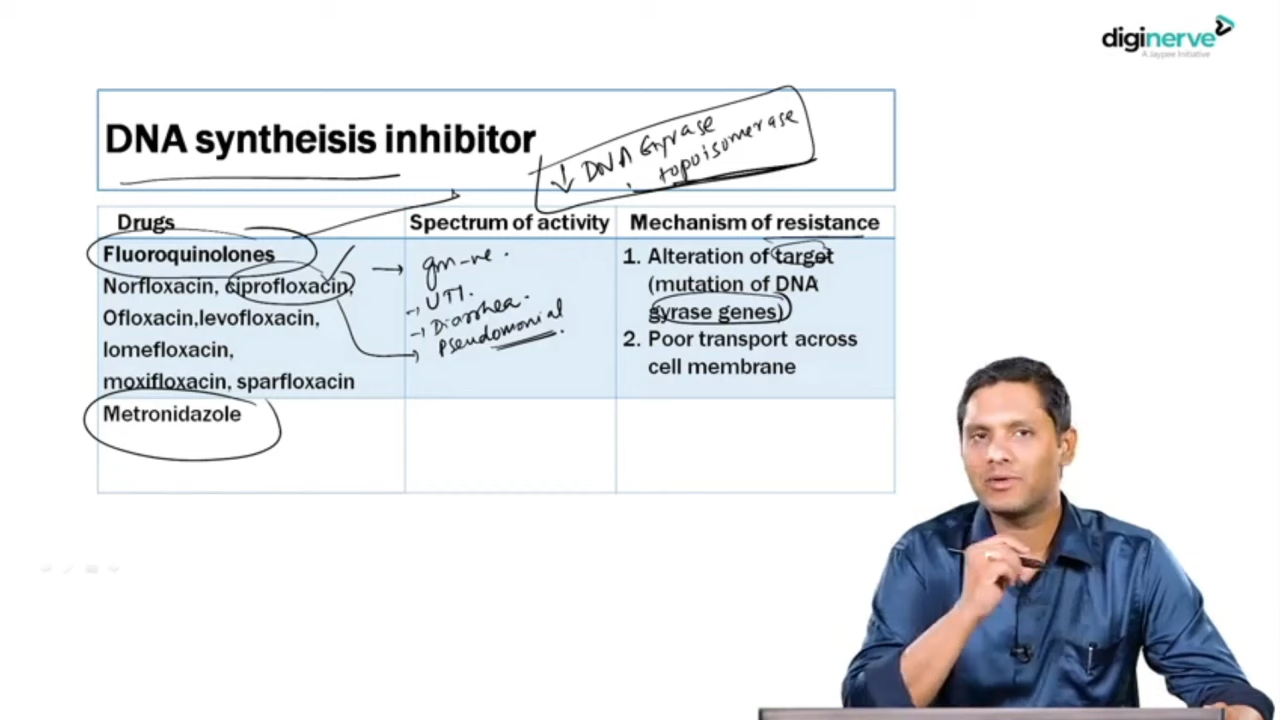 diginerve
A Jaypee Initiative
DNA syntheisis inhibitor
↓ DNA Gyrase
topoisomerase
Drugs
Spectrum of activity
Mechanism of resistance
Fluoroquinolones
Norfloxacin, ciprofloxacin,
Ofloxacin,levofloxacin,
lomefloxacin,
moxifloxacin, sparfloxacin
gm-ve.
→ UTI.
→ Diarrhea.
Pseudomonial.
1. Alteration of target
(mutation of DNA
gyrase genes)
2. Poor transport across
cell membrane
Metronidazole